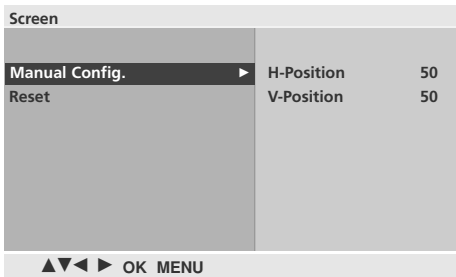 Screen
Manual Config. ► H-Position 50
Reset V-Position 50
▲▼◄ ► OK MENU